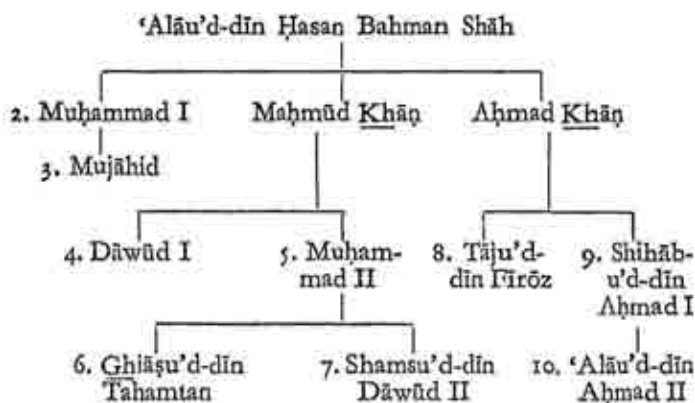 ‘Alāu’d-dīn Ḥasan Bahman Shāh
2. Muḥammad I Maḥmūd Khāṇ Aḥmad Khāṇ
3. Mujāhid
4. Dāwūd I 5. Muḥam- 8. Tāju’d- 9. Shihāb-
mad II dīn Fīrōz u’d-dīn
Aḥmad I
6. Ghiāṣu’d-dīn 7. Shamsu’d-dīn 10. ‘Alāu’d-dīn
Tahamtan Dāwūd II Aḥmad II